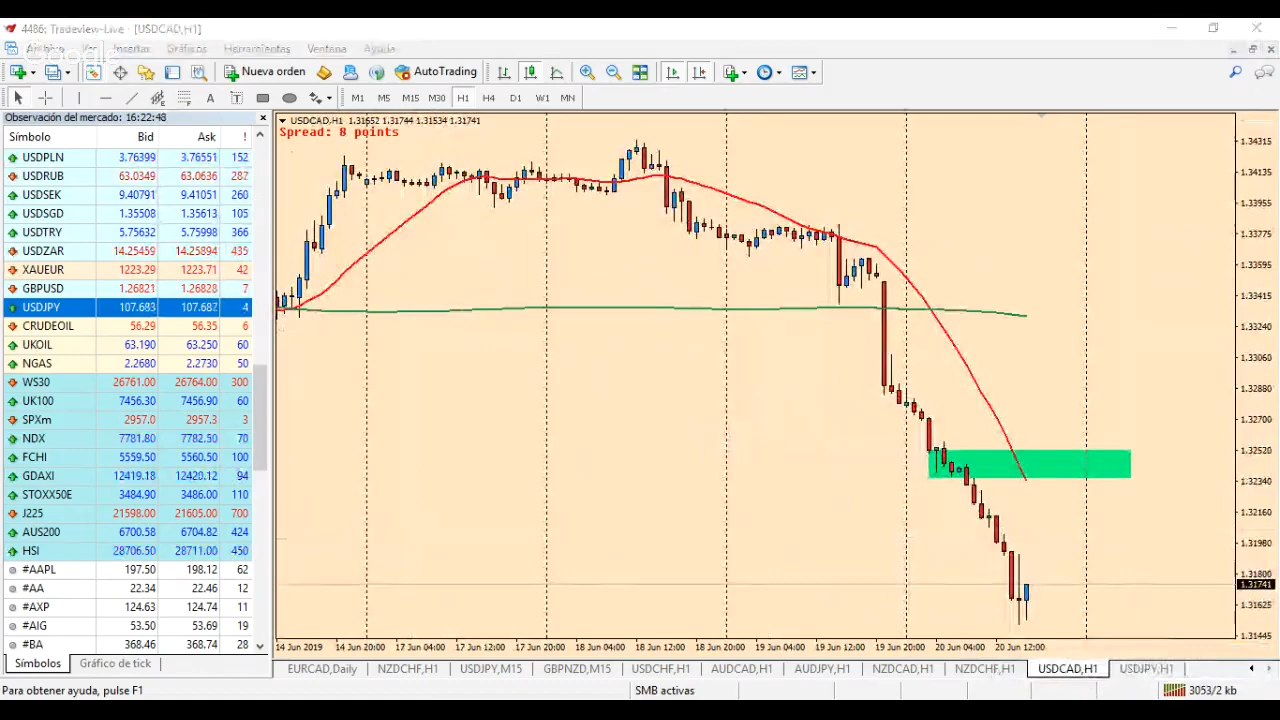 4486: Tradeview-Live - [USDCAD,H1]
Archivo Ver Insertar Gráficos Herramientas Ventana Ayuda
Google
Nueva orden AutoTrading
M1 M5 M15 M30 H1 H4 D1 W1 MN
Observación del mercado: 16:22:48
Símbolo Bid Ask !
USDPLN 3.76399 3.76551 152
USDRUB 63.0349 63.0636 287
USDSEK 9.40791 9.41051 260
USDSGD 1.35508 1.35613 105
USDTRY 5.75632 5.75998 366
USDZAR 14.25459 14.25894 435
XAUEUR 1223.29 1223.71 42
GBPUSD 1.26821 1.26828 7
USDJPY 107.683 107.687 4
CRUDEOIL 56.29 56.35 6
UKOIL 63.190 63.250 60
NGAS 2.2680 2.2730 50
WS30 26761.00 26764.00 300
UK100 7456.30 7456.90 60
SPXm 2957.0 2957.3 3
NDX 7781.80 7782.50 70
FCHI 5559.50 5560.50 100
GDAXI 12419.18 12420.12 94
STOXX50E 3484.90 3486.00 110
J225 21598.00 21605.00 700
AUS200 6700.58 6704.82 424
HSI 28706.50 28711.00 450
#AAPL 197.50 198.12 62
#AA 22.34 22.46 12
#AXP 124.63 124.74 11
#AIG 53.50 53.69 19
#BA 368.46 368.74 28
Símbolos Gráfico de tick
USDCAD,H1 1.31652 1.31744 1.31534 1.31741
Spread: 8 points
1.34315
1.34135
1.33955
1.33775
1.33595
1.33415
1.33240
1.33060
1.32880
1.32700
1.32520
1.32340
1.32160
1.31980
1.31800
1.31741
1.31625
1.31445
14 Jun 2019 14 Jun 20:00 17 Jun 04:00 17 Jun 12:00 17 Jun 20:00 18 Jun 04:00 18 Jun 12:00 18 Jun 20:00 19 Jun 04:00 19 Jun 12:00 19 Jun 20:00 20 Jun 04:00 20 Jun 12:00
EURCAD,Daily NZDCHF,H1 USDJPY,M15 GBPNZD,M15 USDCHF,H1 AUDCAD,H1 AUDJPY,H1 NZDCAD,H1 NZDCHF,H1 USDCAD,H1 USDJPY,H1
Para obtener ayuda, pulse F1 SMB activas 3053/2 kb